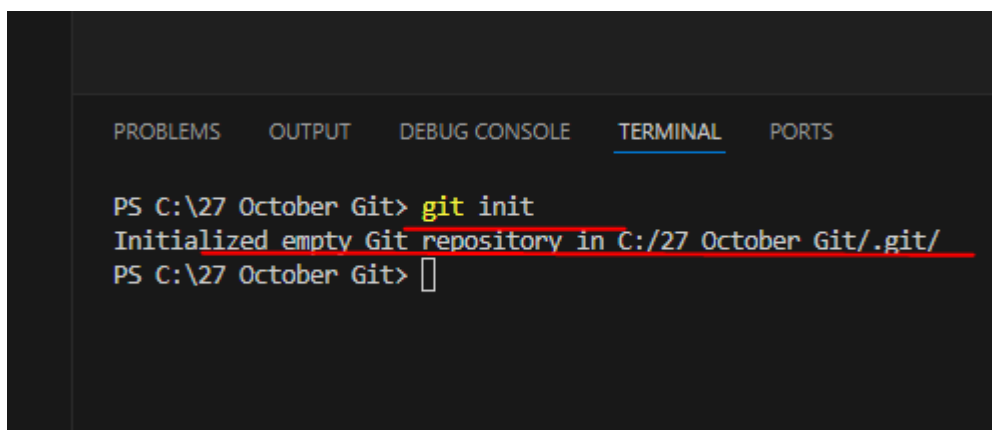 PROBLEMS OUTPUT DEBUG CONSOLE TERMINAL PORTS
PS C:\27 October Git> git init
Initialized empty Git repository in C:/27 October Git/.git/
PS C:\27 October Git>